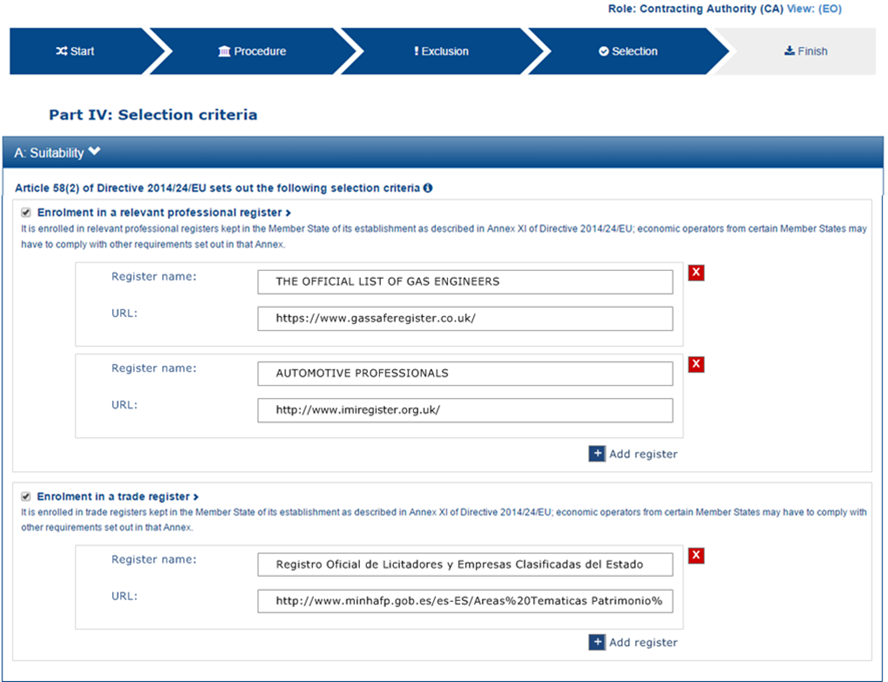 Role: Contracting Authority (CA) View: (EO)
Start
Procedure
Exclusion
Selection
Finish
Part IV: Selection criteria
A: Suitability
Article 58(2) of Directive 2014/24/EU sets out the following selection criteria
Enrolment in a relevant professional register
It is enrolled in relevant professional registers kept in the Member State of its establishment as described in Annex XI of Directive 2014/24/EU; economic operators from certain Member States may
have to comply with other requirements set out in that Annex.
Register name:
THE OFFICIAL LIST OF GAS ENGINEERS
X
URL:
https://www.gassaferegister.co.uk/
Register name:
AUTOMOTIVE PROFESSIONALS
X
URL:
http://www.imiregister.org.uk/
+ Add register
Enrolment in a trade register
It is enrolled in trade registers kept in the Member State of its establishment as described in Annex XI of Directive 2014/24/EU; economic operators from certain Member States may have to comply with
other requirements set out in that Annex.
Register name:
Registro Oficial de Licitadores y Empresas Clasificadas del Estado
X
URL:
http://www.minhafp.gob.es/es-ES/Areas%20Tematicas Patrimonio%
+ Add register